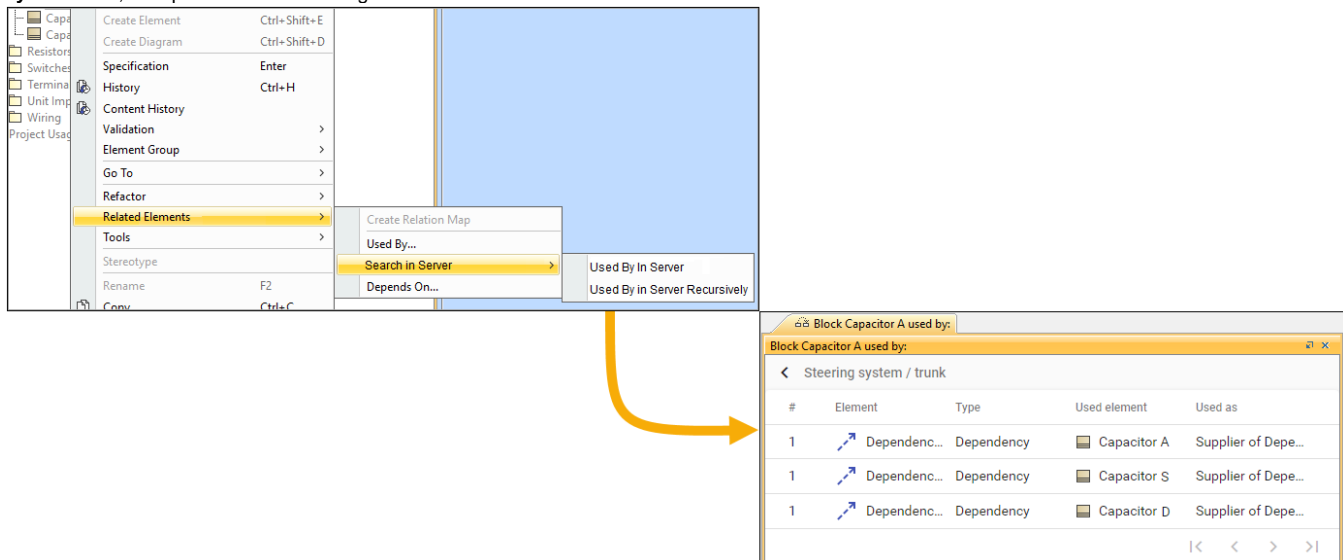 Capa
Capa
Resistors
Switches
Termina
Unit Imp
Wiring
Project Usag
Create Element Ctrl+Shift+E
Create Diagram Ctrl+Shift+D
Specification Enter
History Ctrl+H
Content History
Validation
Element Group
Go To
Refactor
Related Elements
Tools
Stereotype
Rename F2
Copy Ctrl+C
Create Relation Map
Used By...
Search in Server
Depends On...
Used By In Server
Used By in Server Recursively
Block Capacitor A used by:
Block Capacitor A used by:
Steering system / trunk
# Element Type Used element Used as
1 Dependenc... Dependency Capacitor A Supplier of Depe...
1 Dependenc... Dependency Capacitor S Supplier of Depe...
1 Dependenc... Dependency Capacitor D Supplier of Depe...